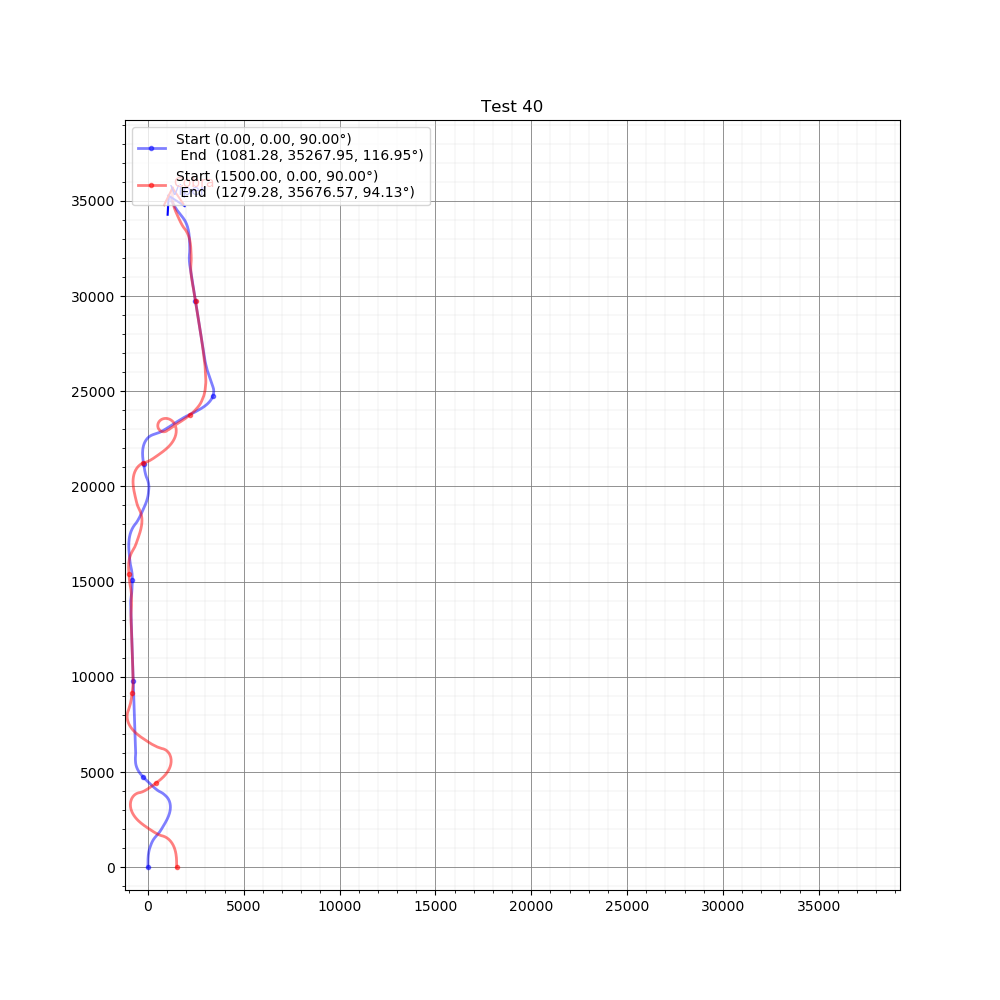 Test 40
Start (0.00, 0.00, 90.00°)
End (1081.28, 35267.95, 116.95°)
Start (1500.00, 0.00, 90.00°)
End (1279.28, 35676.57, 94.13°)
35000
30000
25000
20000
15000
10000
5000
0
0 5000 10000 15000 20000 25000 30000 35000